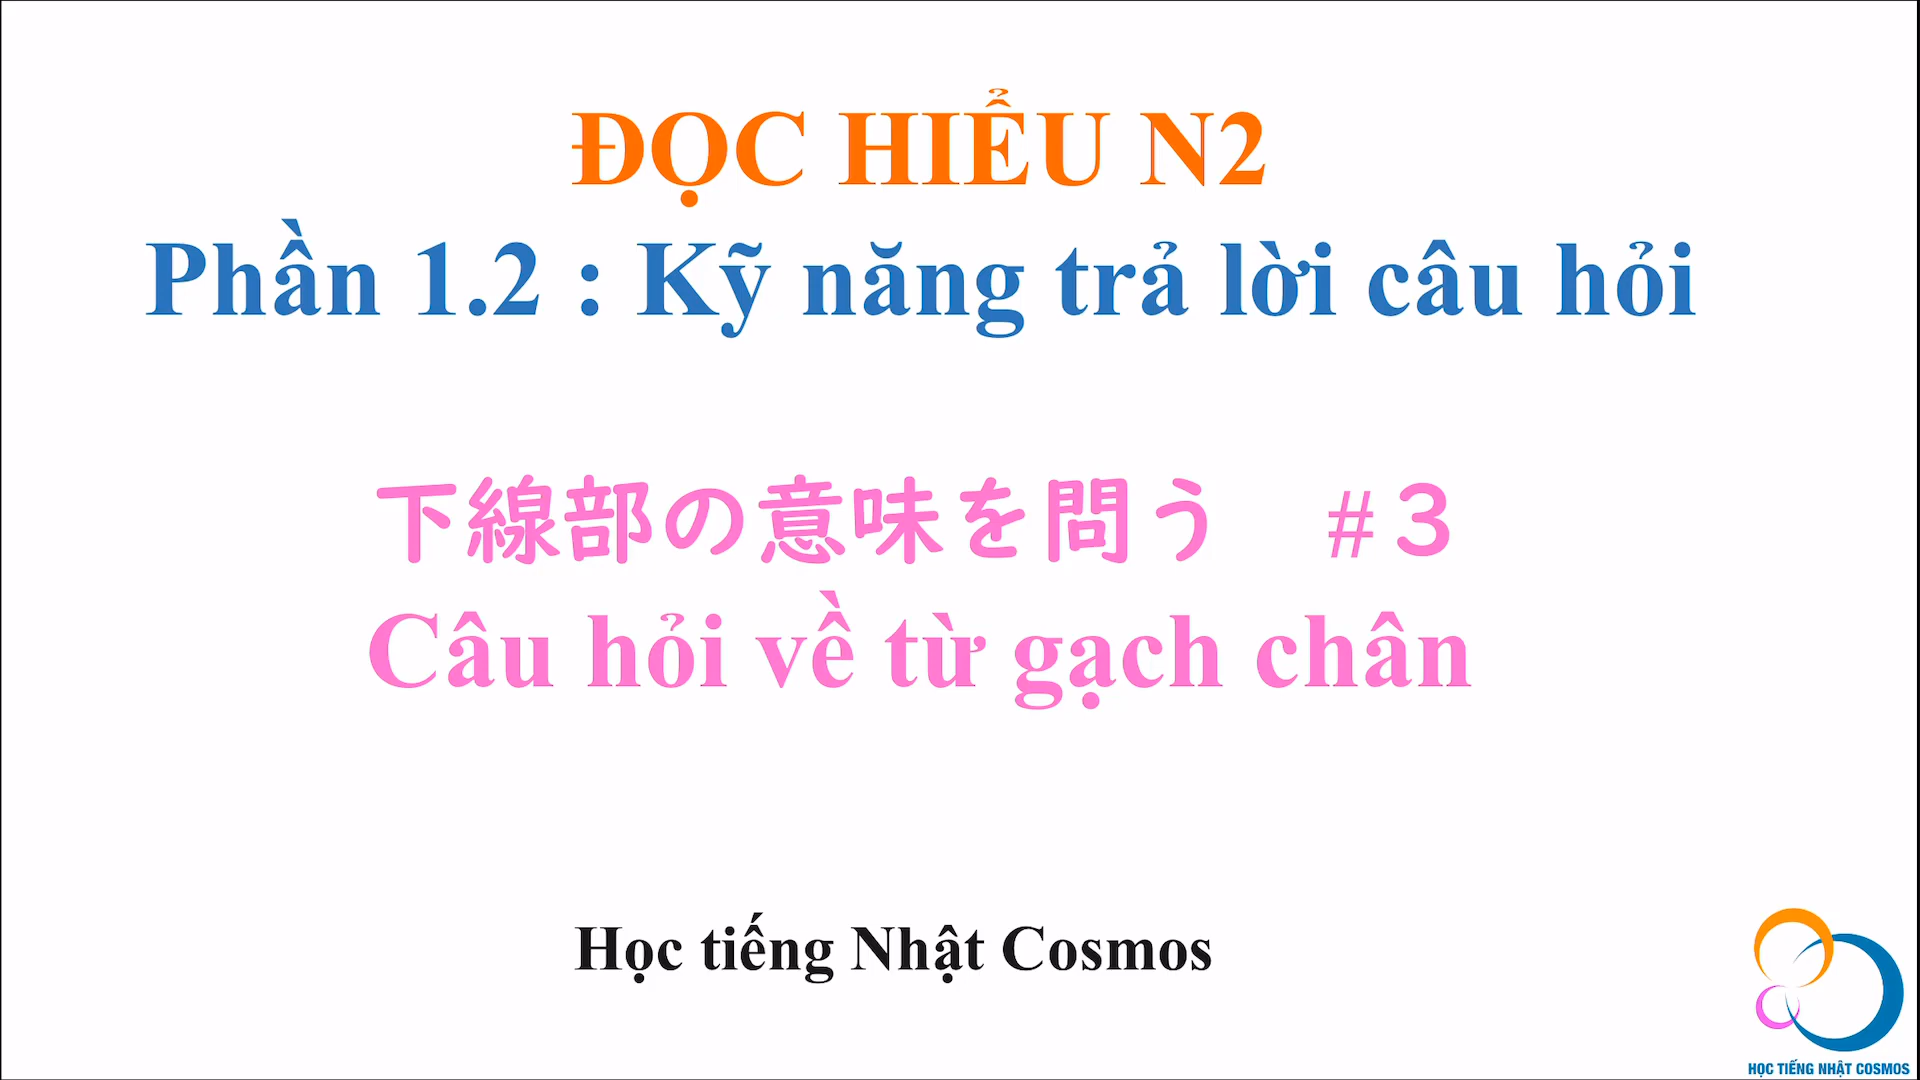 ĐỌC HIỂU N2
Phần 1.2 : Kỹ năng trả lời câu hỏi
下線部の意味を問う　#３
Câu hỏi về từ gạch chân
Học tiếng Nhật Cosmos
HỌC TIẾNG NHẬT COSMOS